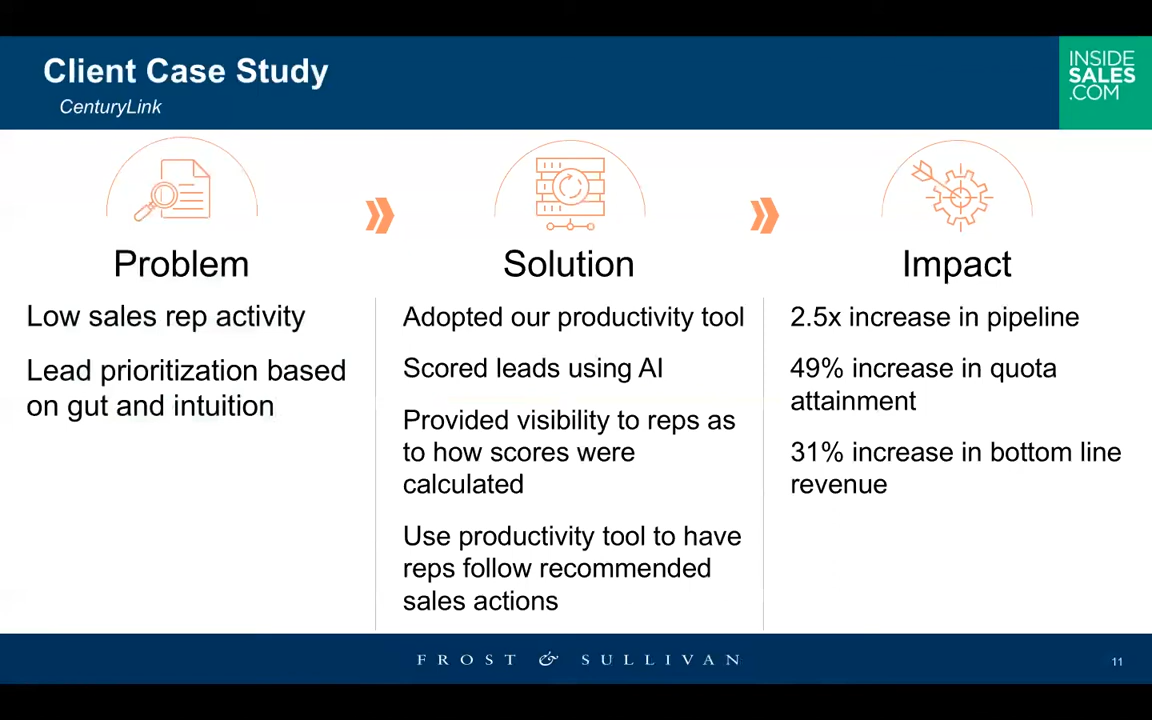 Client Case Study
CenturyLink
INSIDE
SALES
.COM
Problem
Low sales rep activity
Lead prioritization based
on gut and intuition
Solution
Adopted our productivity tool
Scored leads using AI
Provided visibility to reps as
to how scores were
calculated
Use productivity tool to have
reps follow recommended
sales actions
Impact
2.5x increase in pipeline
49% increase in quota
attainment
31% increase in bottom line
revenue
FROST & SULLIVAN
11